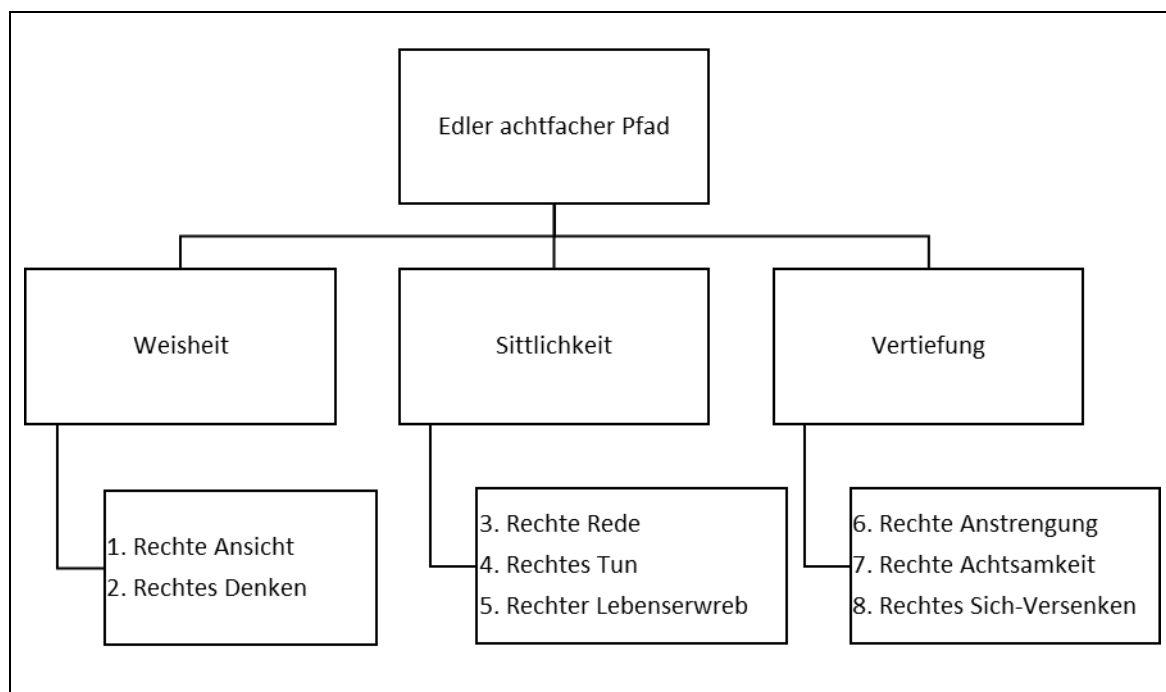 Edler achtfacher Pfad
Weisheit
Sittlichkeit
Vertiefung
1. Rechte Ansicht
2. Rechtes Denken
3. Rechte Rede
4. Rechtes Tun
5. Rechter Lebenserwreb
6. Rechte Anstrengung
7. Rechte Achtsamkeit
8. Rechtes Sich-Versenken